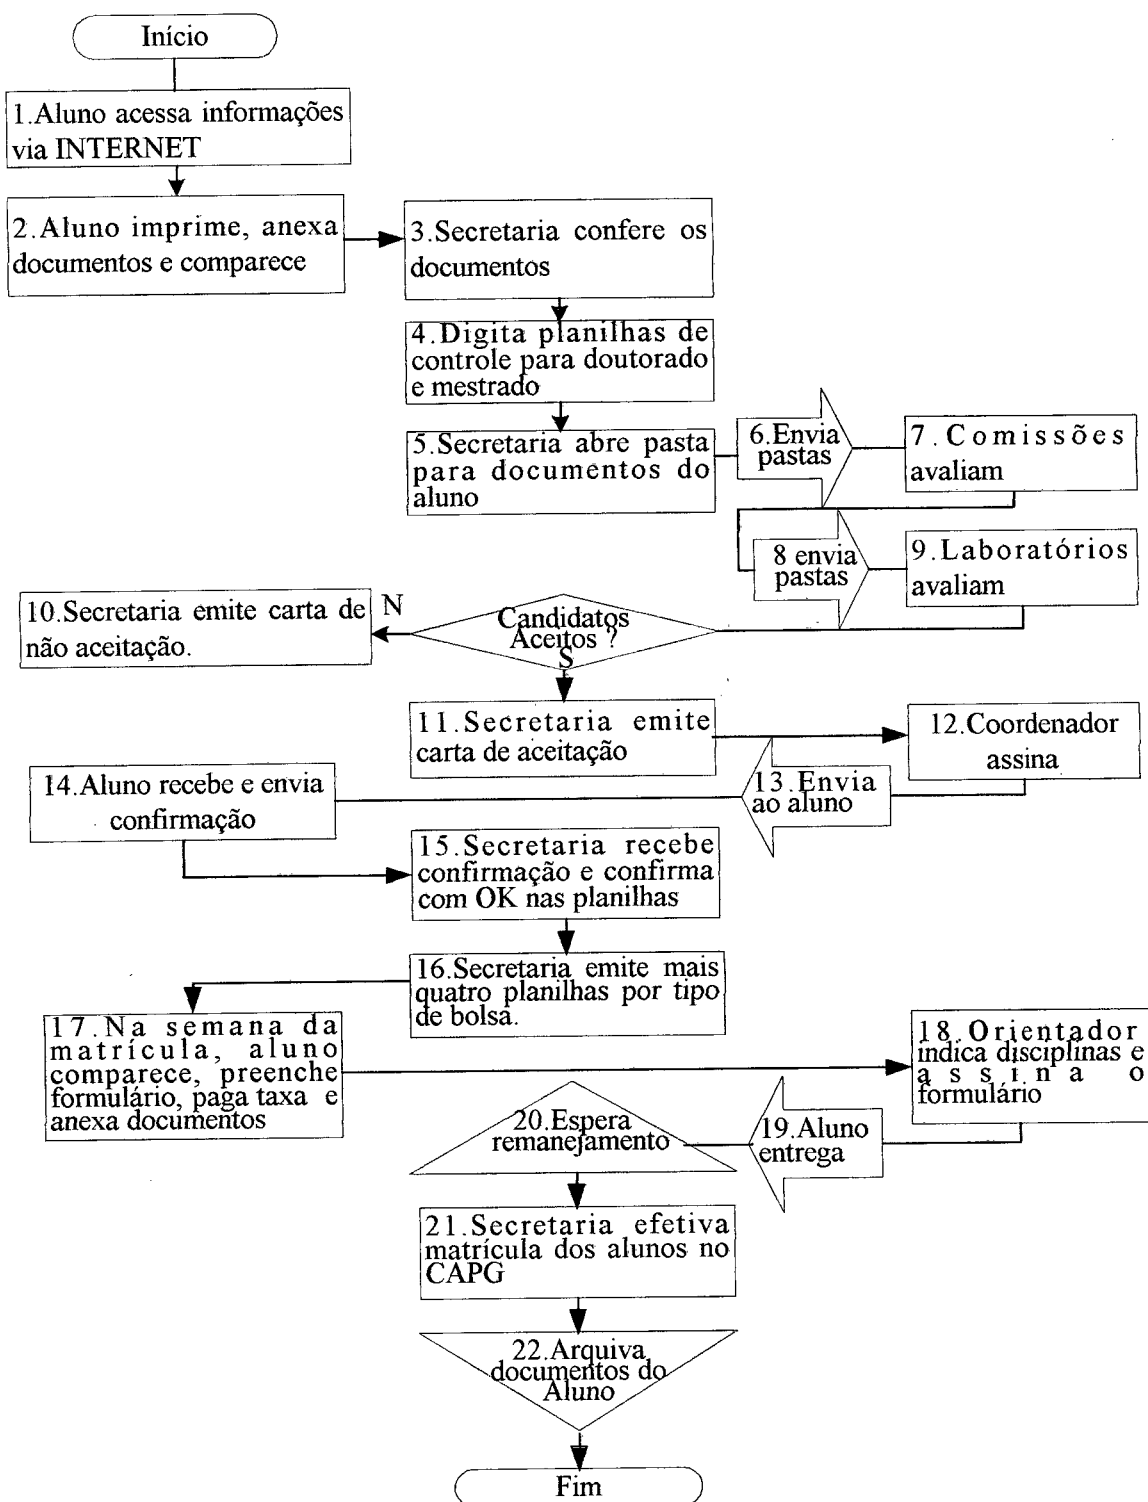 Início
1.Aluno acessa informações
via INTERNET
2.Aluno imprime, anexa
documentos e comparece
3.Secretaria confere os
documentos
4.Digita planilhas de
controle para doutorado
e mestrado
5.Secretaria abre pasta
para documentos do
aluno
6.Envia
pastas
7.Comissões
avaliam
8 envia
pastas
9.Laboratórios
avaliam
10.Secretaria emite carta de
não aceitação.
N
Candidatos
Aceitos ?
S
11.Secretaria emite
carta de aceitação
12.Coordenador
assina
13.Envia
ao aluno
14.Aluno recebe e envia
confirmação
15.Secretaria recebe
confirmação e confirma
com OK nas planilhas
16.Secretaria emite mais
quatro planilhas por tipo
de bolsa.
17.Na semana da
matrícula, aluno
comparece, preenche
formulário, paga taxa e
anexa documentos
18.Orientador
indica disciplinas e
assina o
formulário
19.Aluno
entrega
20.Espera
remanejamento
21.Secretaria efetiva
matrícula dos alunos no
CAPG
22.Arquiva
documentos do
Aluno
Fim